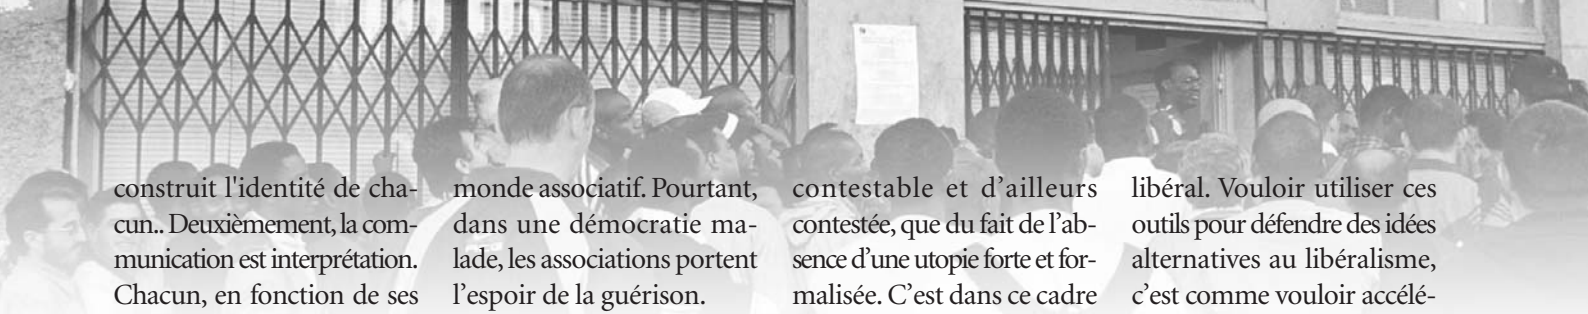 construit l'identité de cha-
cun.. Deuxièmement, la com-
munication est interprétation.
Chacun, en fonction de ses
monde associatif. Pourtant,
dans une démocratie ma-
lade, les associations portent
l’espoir de la guérison.
contestable et d’ailleurs
contestée, que du fait de l’ab-
sence d’une utopie forte et for-
malisée. C’est dans ce cadre
libéral. Vouloir utiliser ces
outils pour défendre des idées
alternatives au libéralisme,
c’est comme vouloir accélé-